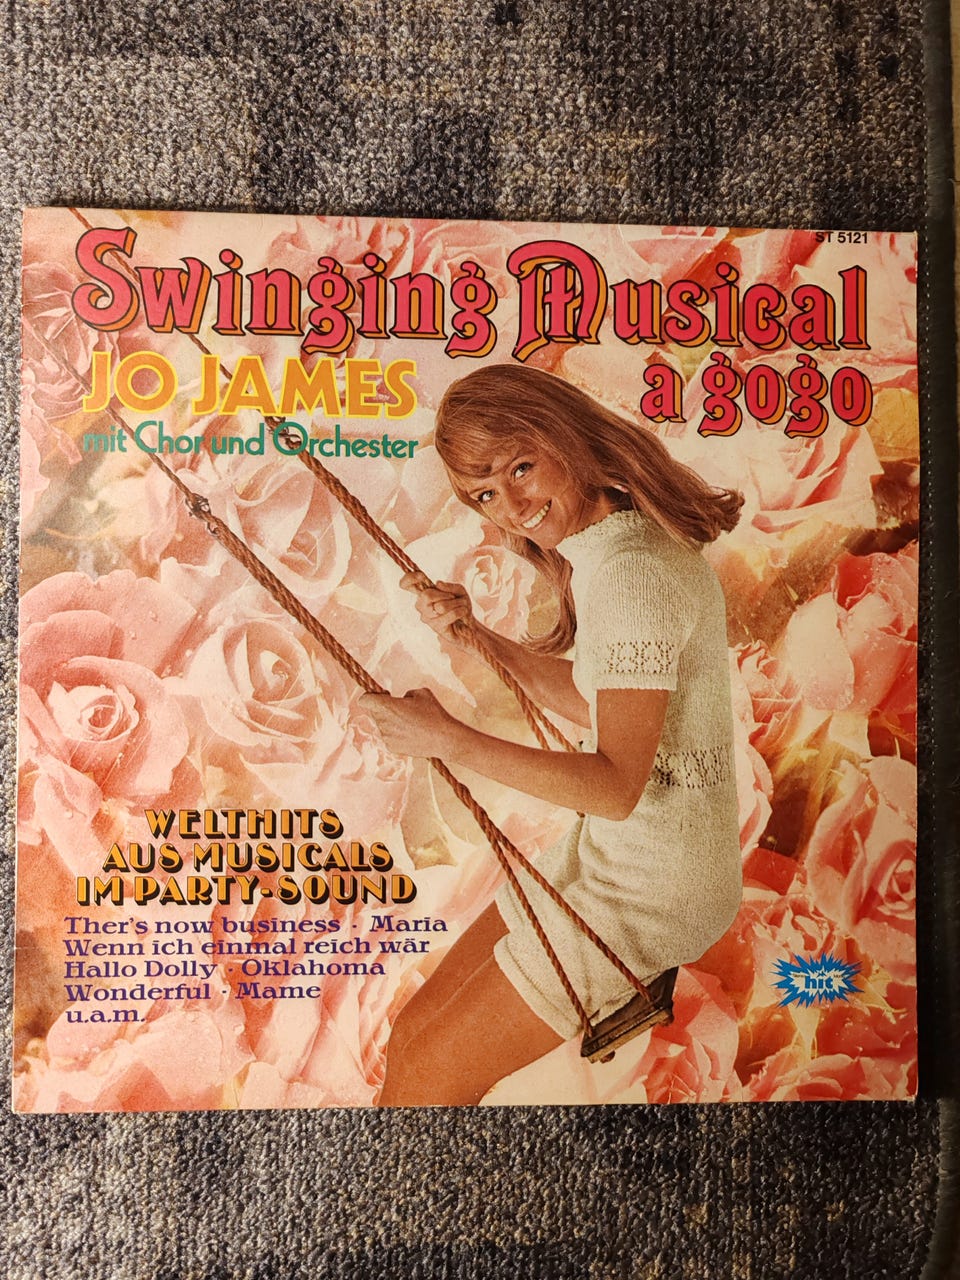 ST 5121
Swinging Musical
a gogo
JO JAMES
mit Chor und Orchester
WELTHITS
AUS MUSICALS
IM PARTY-SOUND
Ther's now business · Maria
Wenn ich einmal reich wär
Hallo Dolly · Oklahoma
Wonderful · Mame
u.a.m.
hit